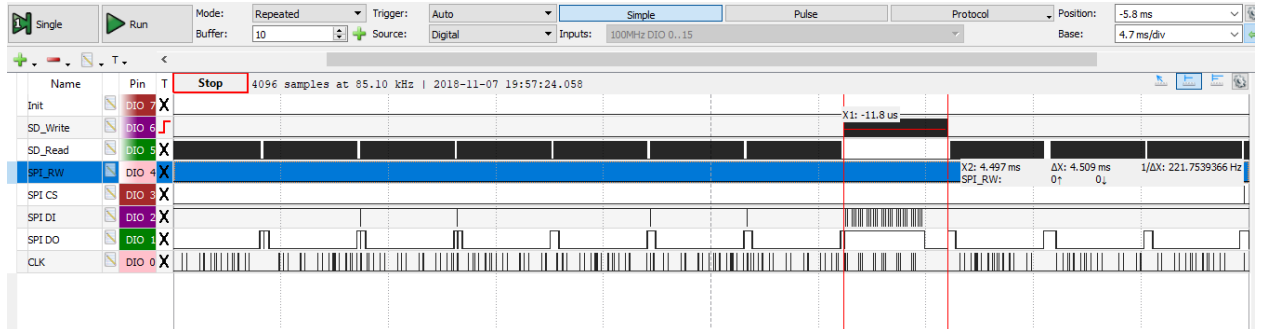 Single Run Mode: Repeated Trigger: Auto Simple Pulse Protocol Position: -5.8 ms
Buffer: 10 Source: Digital Inputs: 100MHz DIO 0..15 Base: 4.7 ms/div
T
Name Pin T Stop 4096 samples at 85.10 kHz | 2018-11-07 19:57:24.058
Init DIO 7 X
X1: -11.8 us
SD_Write DIO 6
SD_Read DIO 5 X
SPI_RW DIO 4 X
X2: 4.497 ms ΔX: 4.509 ms 1/ΔX: 221.7539366 Hz
SPI_RW: 0↑ 0↓
SPI CS DIO 3 X
SPI DI DIO 2 X
SPI DO DIO 1 X
CLK DIO 0 X